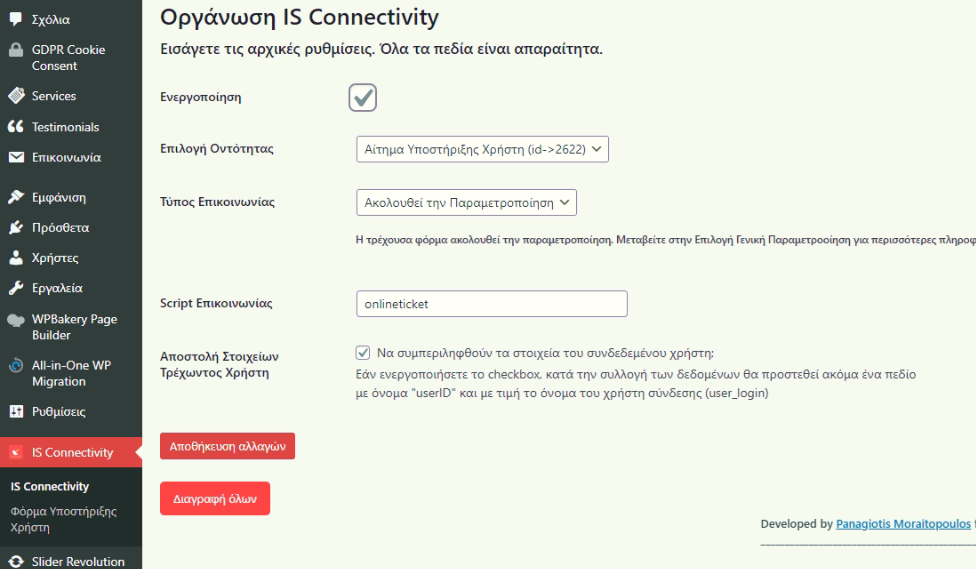 Σχόλια
GDPR Cookie
Consent
Services
Testimonials
Επικοινωνία
Εμφάνιση
Πρόσθετα
Χρήστες
Εργαλεία
WPBakery Page
Builder
All-in-One WP
Migration
Ρυθμίσεις
IS Connectivity
IS Connectivity
Φόρμα Υποστήριξης
Χρήστη
Slider Revolution
Οργάνωση IS Connectivity
Εισάγετε τις αρχικές ρυθμίσεις. Όλα τα πεδία είναι απαραίτητα.
Ενεργοποίηση
Επιλογή Οντότητας
Αίτημα Υποστήριξης Χρήστη (id->2622)
Τύπος Επικοινωνίας
Ακολουθεί την Παραμετροποίηση
Η τρέχουσα φόρμα ακολουθεί την παραμετροποίηση. Μεταβείτε στην Επιλογή Γενική Παραμετροοίηση για περισσότερες πληροφ
Script Επικοινωνίας
onlineticket
Αποστολή Στοιχείων
Τρέχωντος Χρήστη
Να συμπεριληφθούν τα στοιχεία του συνδεδεμένου χρήστη;
Εάν ενεργοποιήσετε το checkbox, κατά την συλλογή των δεδομένων θα προστεθεί ακόμα ένα πεδίο
με όνομα "userID" και με τιμή το όνομα του χρήστη σύνδεσης (user_login)
Αποθήκευση αλλαγών
Διαγραφή όλων
Developed by Panagiotis Moraitopoulos